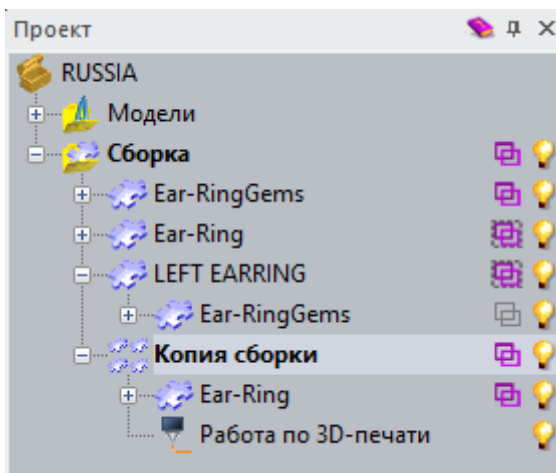 Проект
RUSSIA
Модели
Сборка
Ear-RingGems
Ear-Ring
LEFT EARRING
Ear-RingGems
Копия сборки
Ear-Ring
Работа по 3D-печати